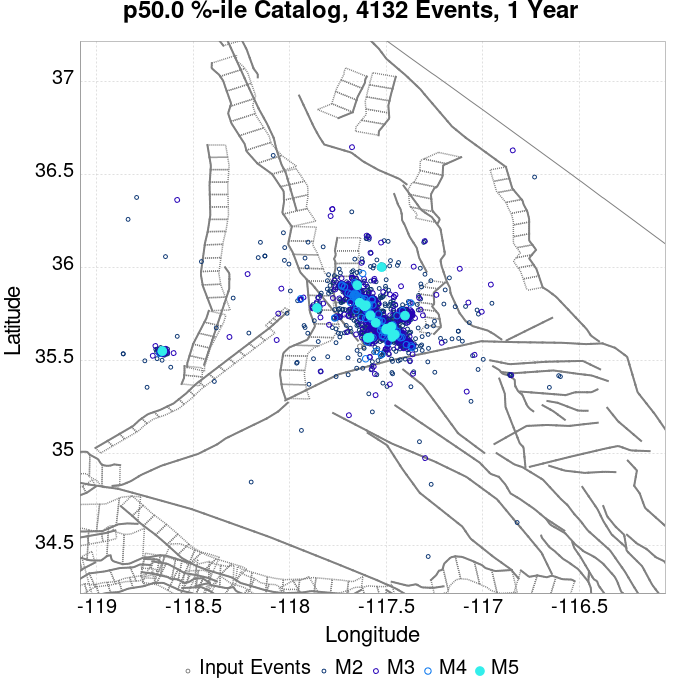 p50.0 %-ile Catalog, 4132 Events, 1 Year
Latitude
37
36.5
36
35.5
35
34.5
-119 -118.5 -118 -117.5 -117 -116.5
Longitude
Input Events M2 M3 M4 M5